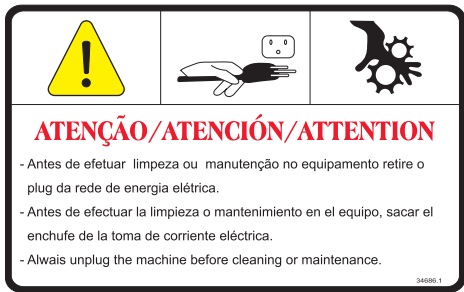 ATENÇÃO/ATENCIÓN/ATTENTION
- Antes de efetuar limpeza ou manutenção no equipamento retire o
plug da rede de energia elétrica.
- Antes de efectuar la limpieza o mantenimiento en el equipo, sacar el
enchufe de la toma de corriente eléctrica.
- Alwais unplug the machine before cleaning or maintenance.
34686.1